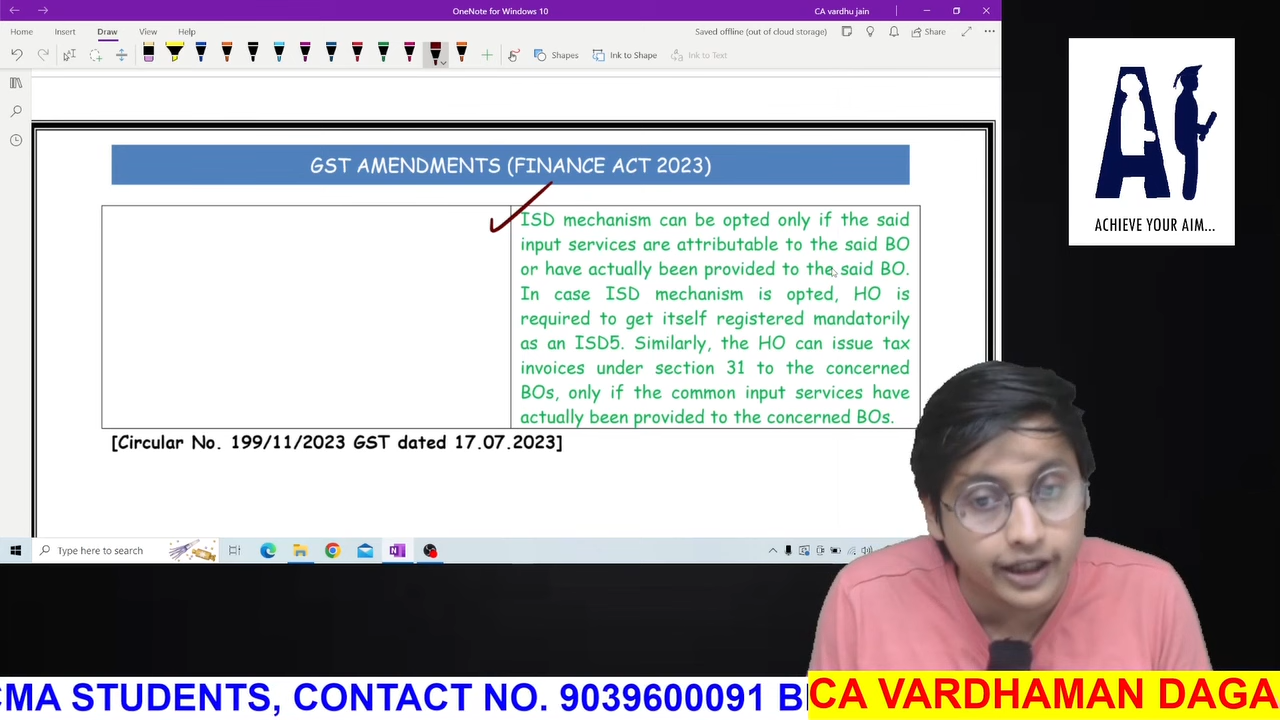 OneNote for Windows 10
CA vardhu jain
Home
Insert
Draw
View
Help
Saved offline (out of cloud storage)
Share
Shapes
Ink to Shape
Ink to Text
GST AMENDMENTS (FINANCE ACT 2023)
ISD mechanism can be opted only if the said
input services are attributable to the said BO
or have actually been provided to the said BO.
In case ISD mechanism is opted, HO is
required to get itself registered mandatorily
as an ISD5. Similarly, the HO can issue tax
invoices under section 31 to the concerned
BOs, only if the common input services have
actually been provided to the concerned BOs.
[Circular No. 199/11/2023 GST dated 17.07.2023]
Type here to search
AI
ACHIEVE YOUR AIM...
CMA STUDENTS, CONTACT NO. 9039600091 B
CA VARDHAMAN DAGA